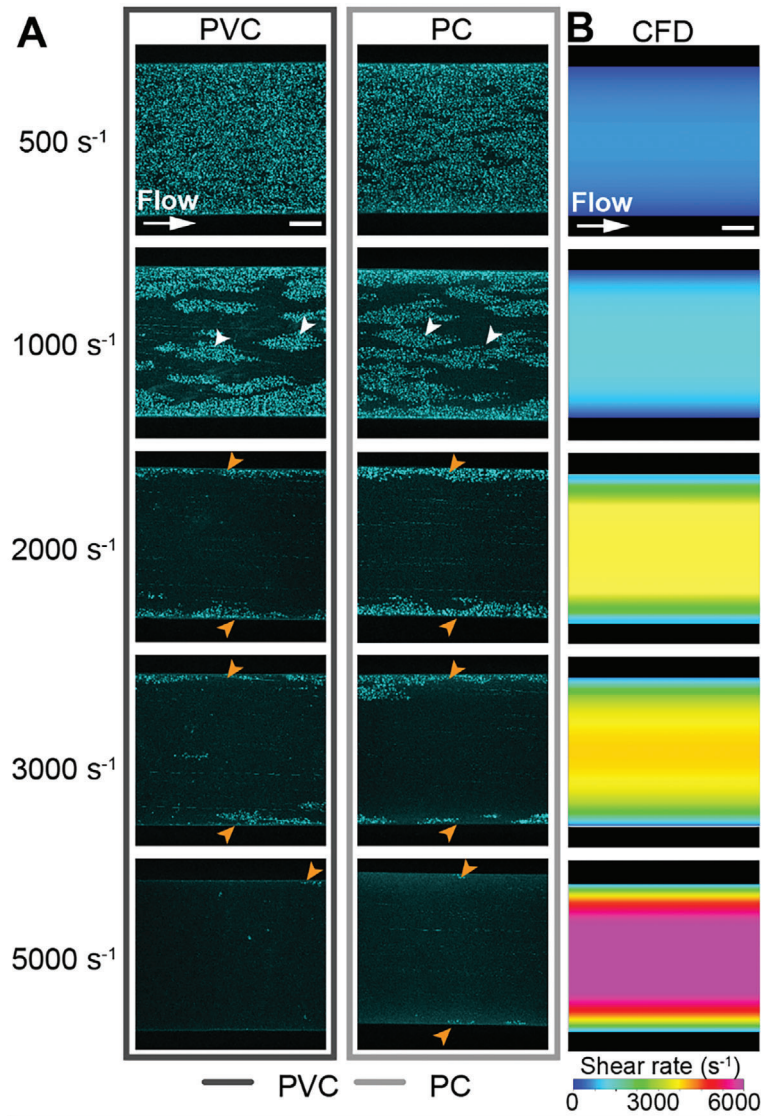 A
PVC
PC
B
CFD
500 s-1
Flow
Flow
1000 s-1
2000 s-1
3000 s-1
5000 s-1
PVC
PC
Shear rate (s-1)
0
3000
6000